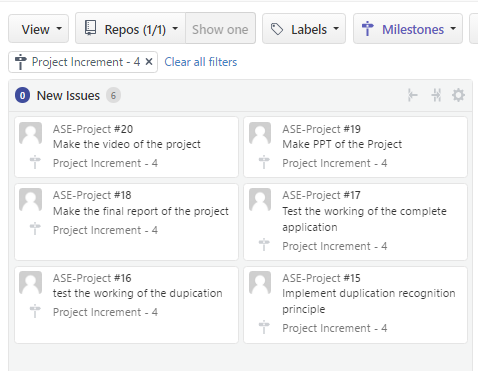 View Repos (1/1) Show one Labels Milestones
Project Increment - 4 × Clear all filters
0 New Issues 6
ASE-Project #20
Make the video of the project
Project Increment - 4
ASE-Project #19
Make PPT of the Project
Project Increment - 4
ASE-Project #18
Make the final report of the project
Project Increment - 4
ASE-Project #17
Test the working of the complete
application
Project Increment - 4
ASE-Project #16
test the working of the dupication
Project Increment - 4
ASE-Project #15
Implement duplication recognition
principle
Project Increment - 4